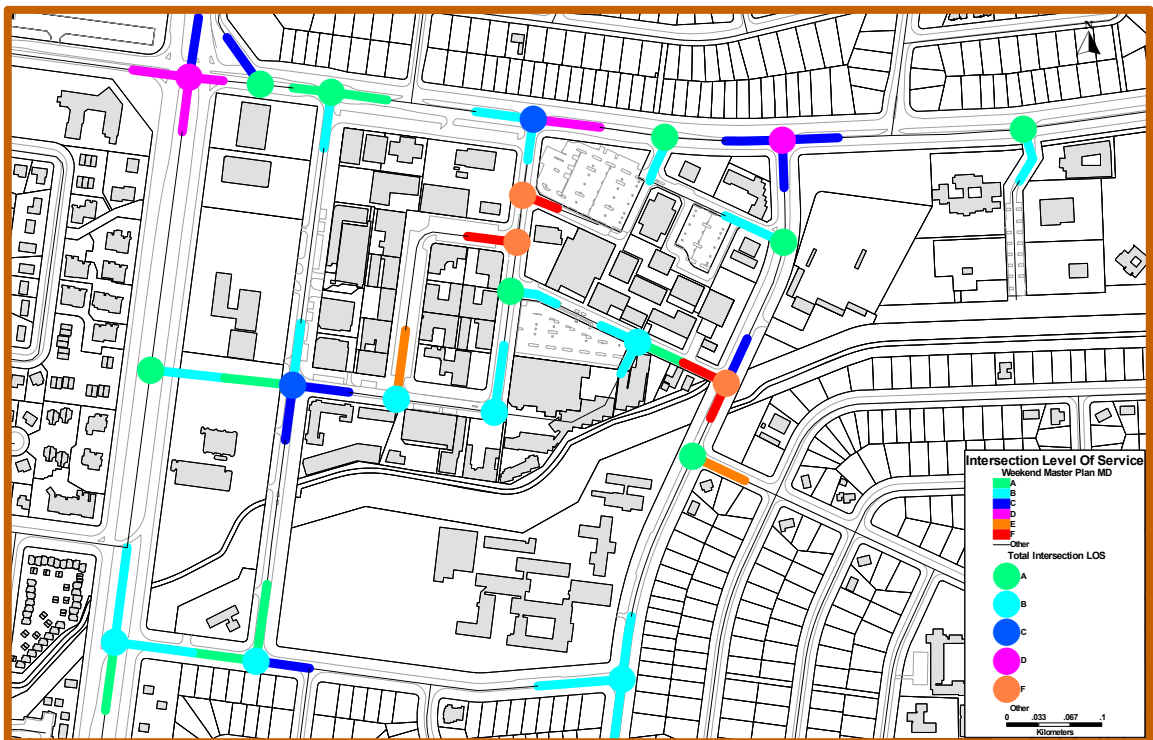 N
Intersection Level Of Service
Weekend Master Plan MD
A
B
C
D
E
F
Other
Total Intersection LOS
A
B
C
D
F
Other
0 .033 .067 .1
Kilometers